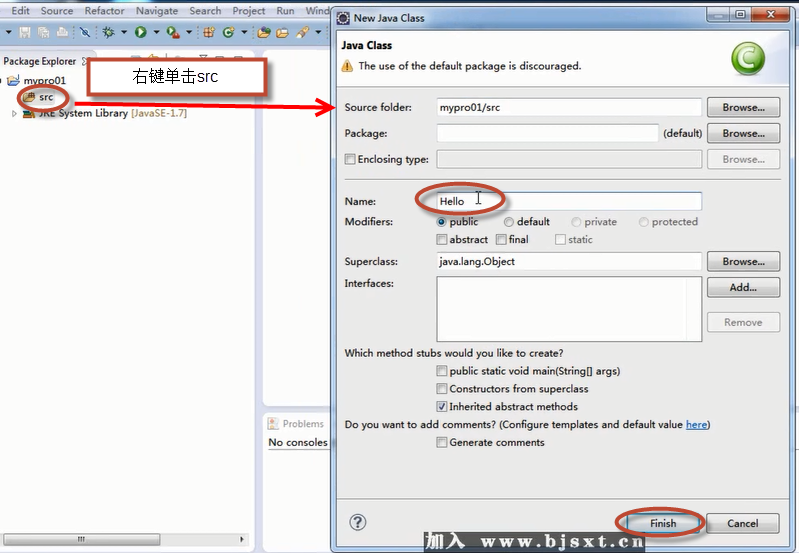 Edit Source Refactor Navigate Search Project Run
New Java Class
Java Class
The use of the default package is discouraged.
Package Explorer
mypro01
src
JRE System Library [JavaSE-1.7]
右键单击src
Source folder: mypro01/src Browse...
Package: (default) Browse...
Enclosing type: Browse...
Name: Hello
Modifiers: public default private protected
abstract final static
Superclass: java.lang.Object Browse...
Interfaces: Add...
Remove
Which method stubs would you like to create?
public static void main(String[] args)
Constructors from superclass
Inherited abstract methods
Do you want to add comments? (Configure templates and default value here)
Generate comments
Problems
No consoles
Finish Cancel
加入 www.bjsxt.cn